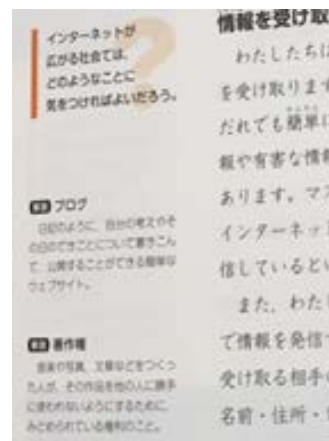 インターネットが
広がる社会では、
どのようなことに
気をつければよいだろう。
ブログ
日記のように、自分の考えやそ
の日のできごとについて書きこん
で、公開することができる簡単な
ウェブサイト。
著作権
音楽や写真、文章などをつくっ
た人が、その作品を他の人に勝手
に使われないようにするために、
みとめられている権利のこと。
情報を受け取
わたしたちは
を受け取ります
だれでも簡単に
報や有害な情報
あります。マス
インターネット
信しているとい
また、わた
で情報を発信
受け取る相手の
名前・住所・